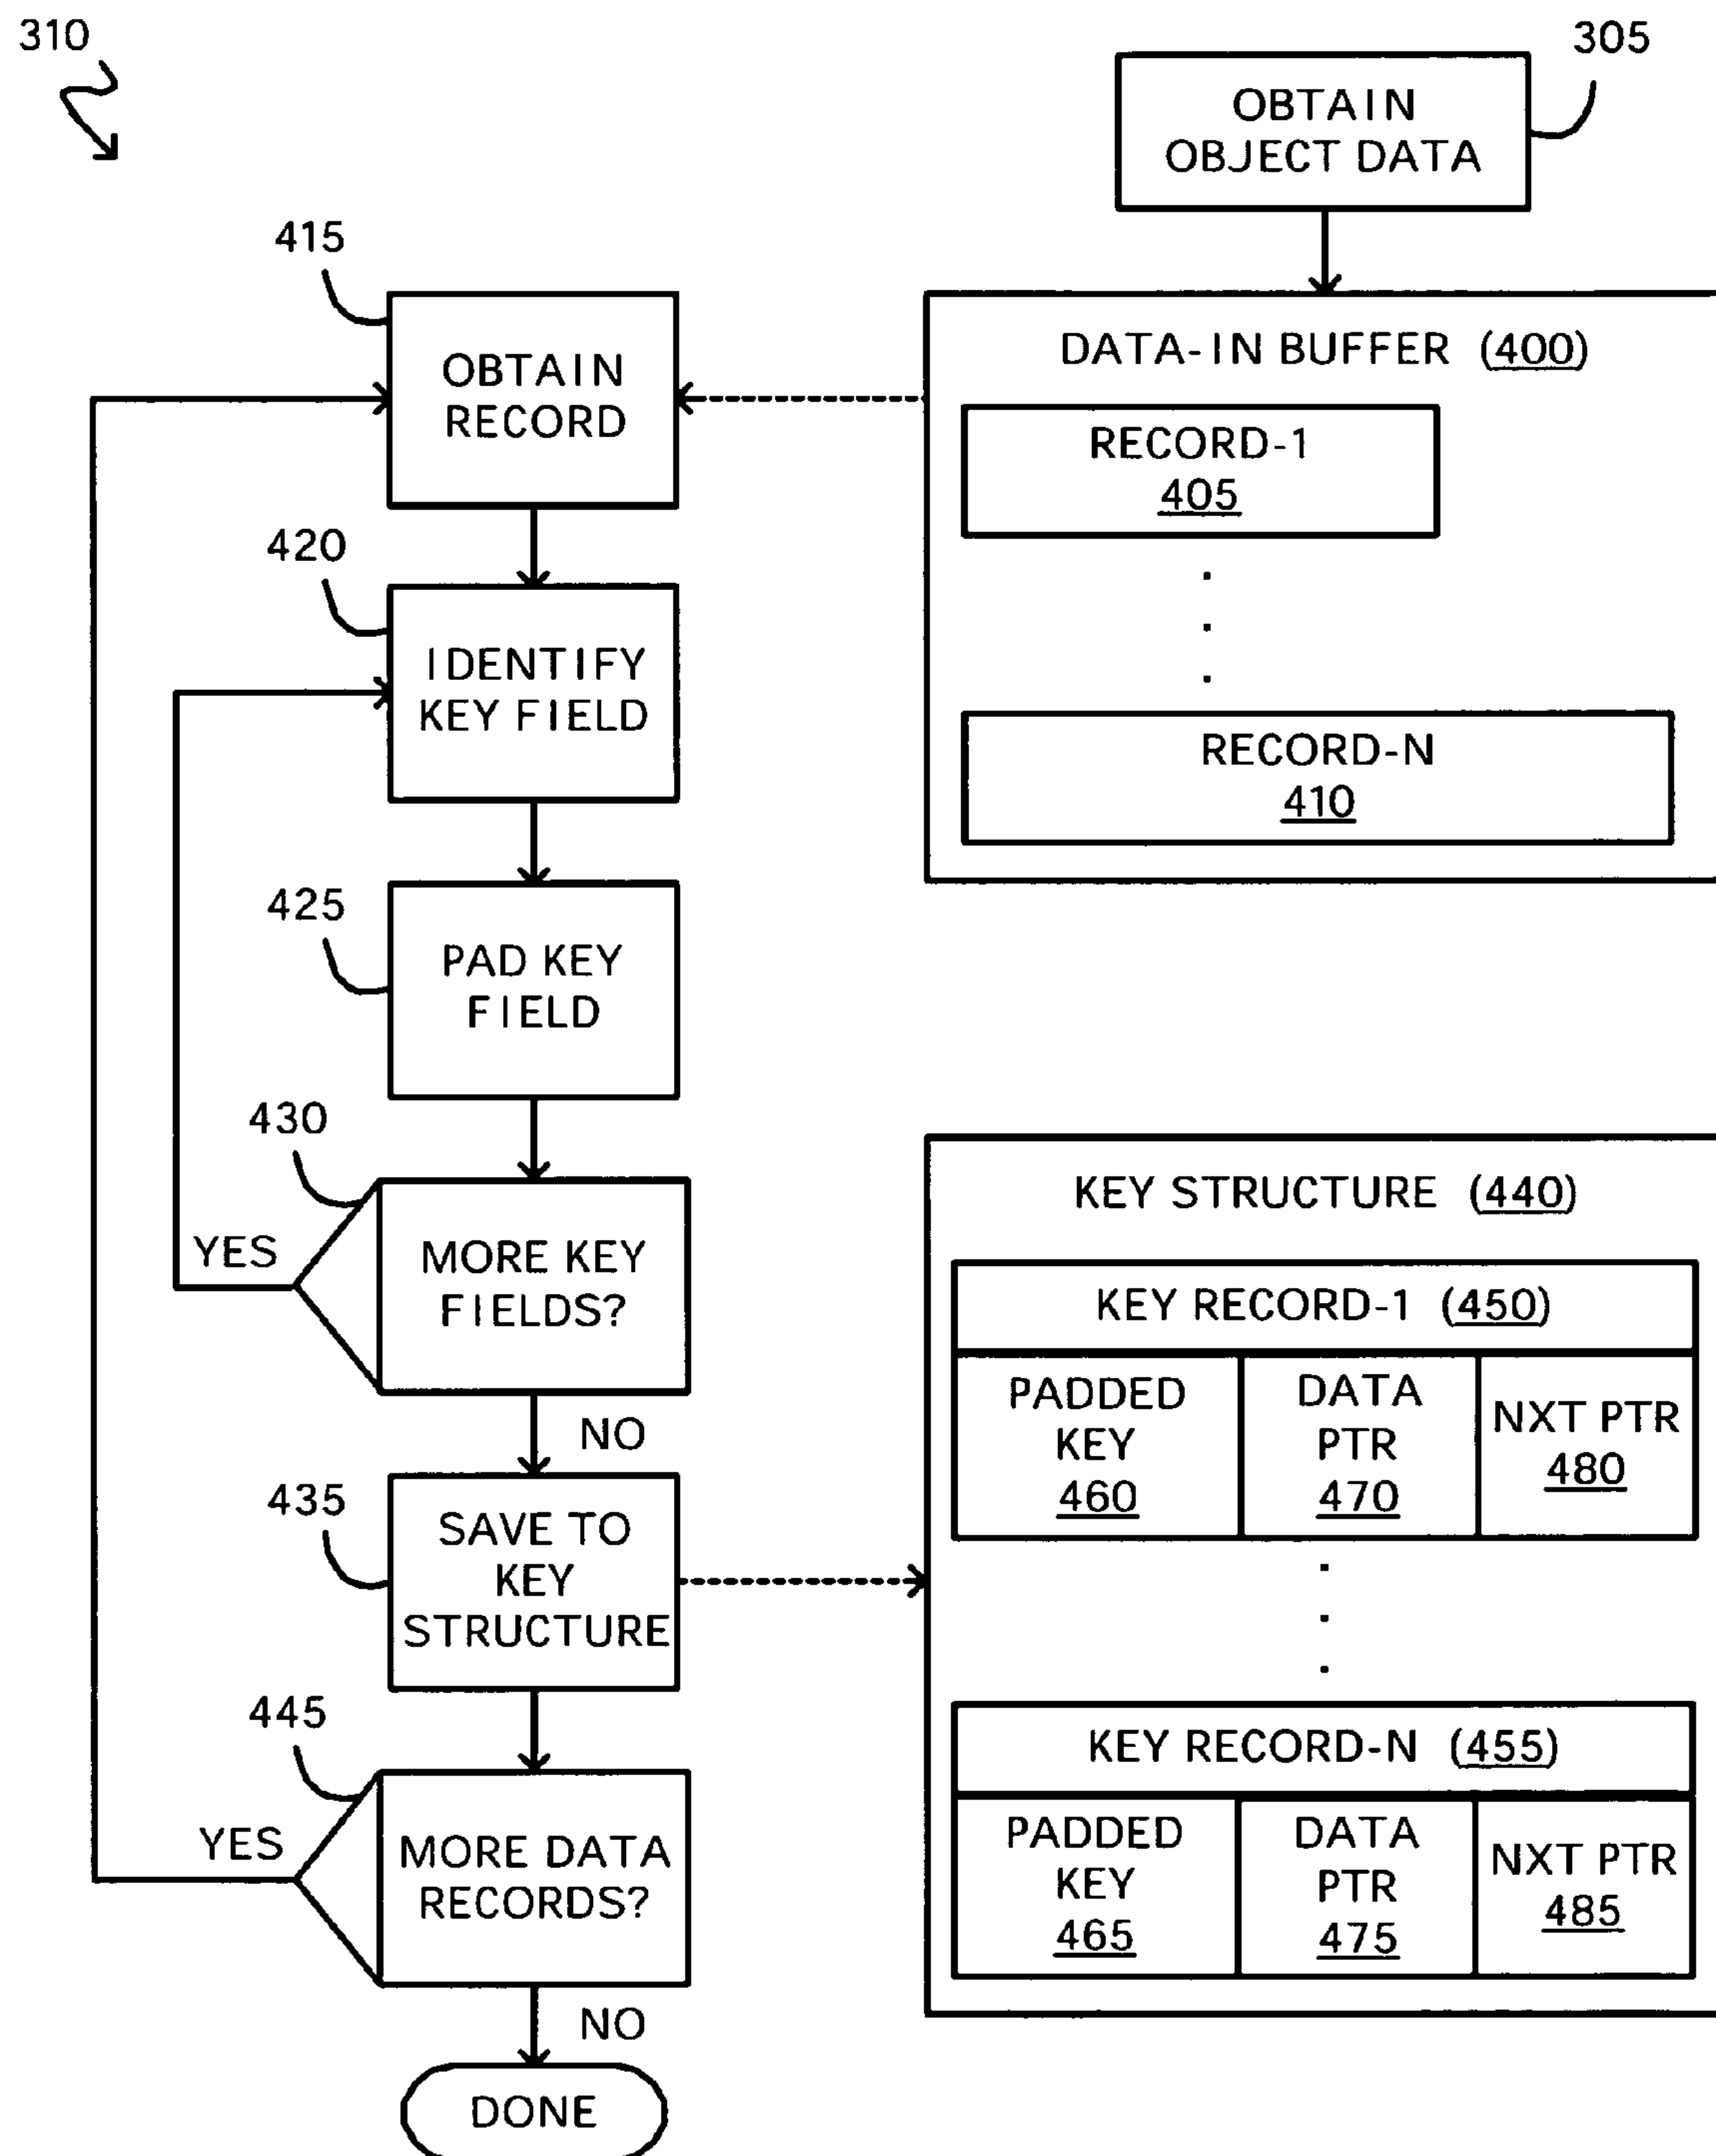 310
305
OBTAIN
OBJECT DATA
415
OBTAIN
RECORD
DATA-IN BUFFER (400)
RECORD-1
405
.
.
.
RECORD-N
410
420
IDENTIFY
KEY FIELD
425
PAD KEY
FIELD
430
YES
MORE KEY
FIELDS?
NO
435
SAVE TO
KEY
STRUCTURE
KEY STRUCTURE (440)
KEY RECORD-1 (450)
PADDED
KEY
460
DATA
PTR
470
NXT PTR
480
.
.
.
KEY RECORD-N (455)
PADDED
KEY
465
DATA
PTR
475
NXT PTR
485
445
YES
MORE DATA
RECORDS?
NO
DONE